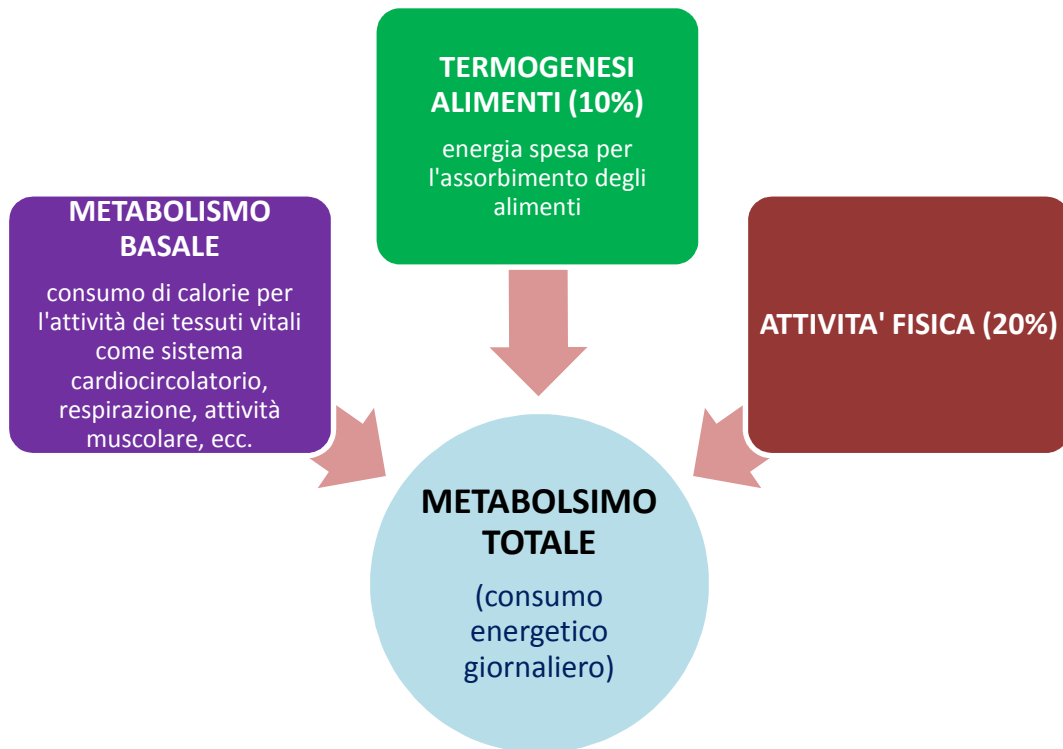 TERMOGENESI
ALIMENTI (10%)
energia spesa per
l'assorbimento degli
alimenti
METABOLISMO
BASALE
consumo di calorie per
l'attività dei tessuti vitali
come sistema
cardiocircolatorio,
respirazione, attività
muscolare, ecc.
ATTIVITA' FISICA (20%)
METABOLSIMO
TOTALE
(consumo
energetico
giornaliero)